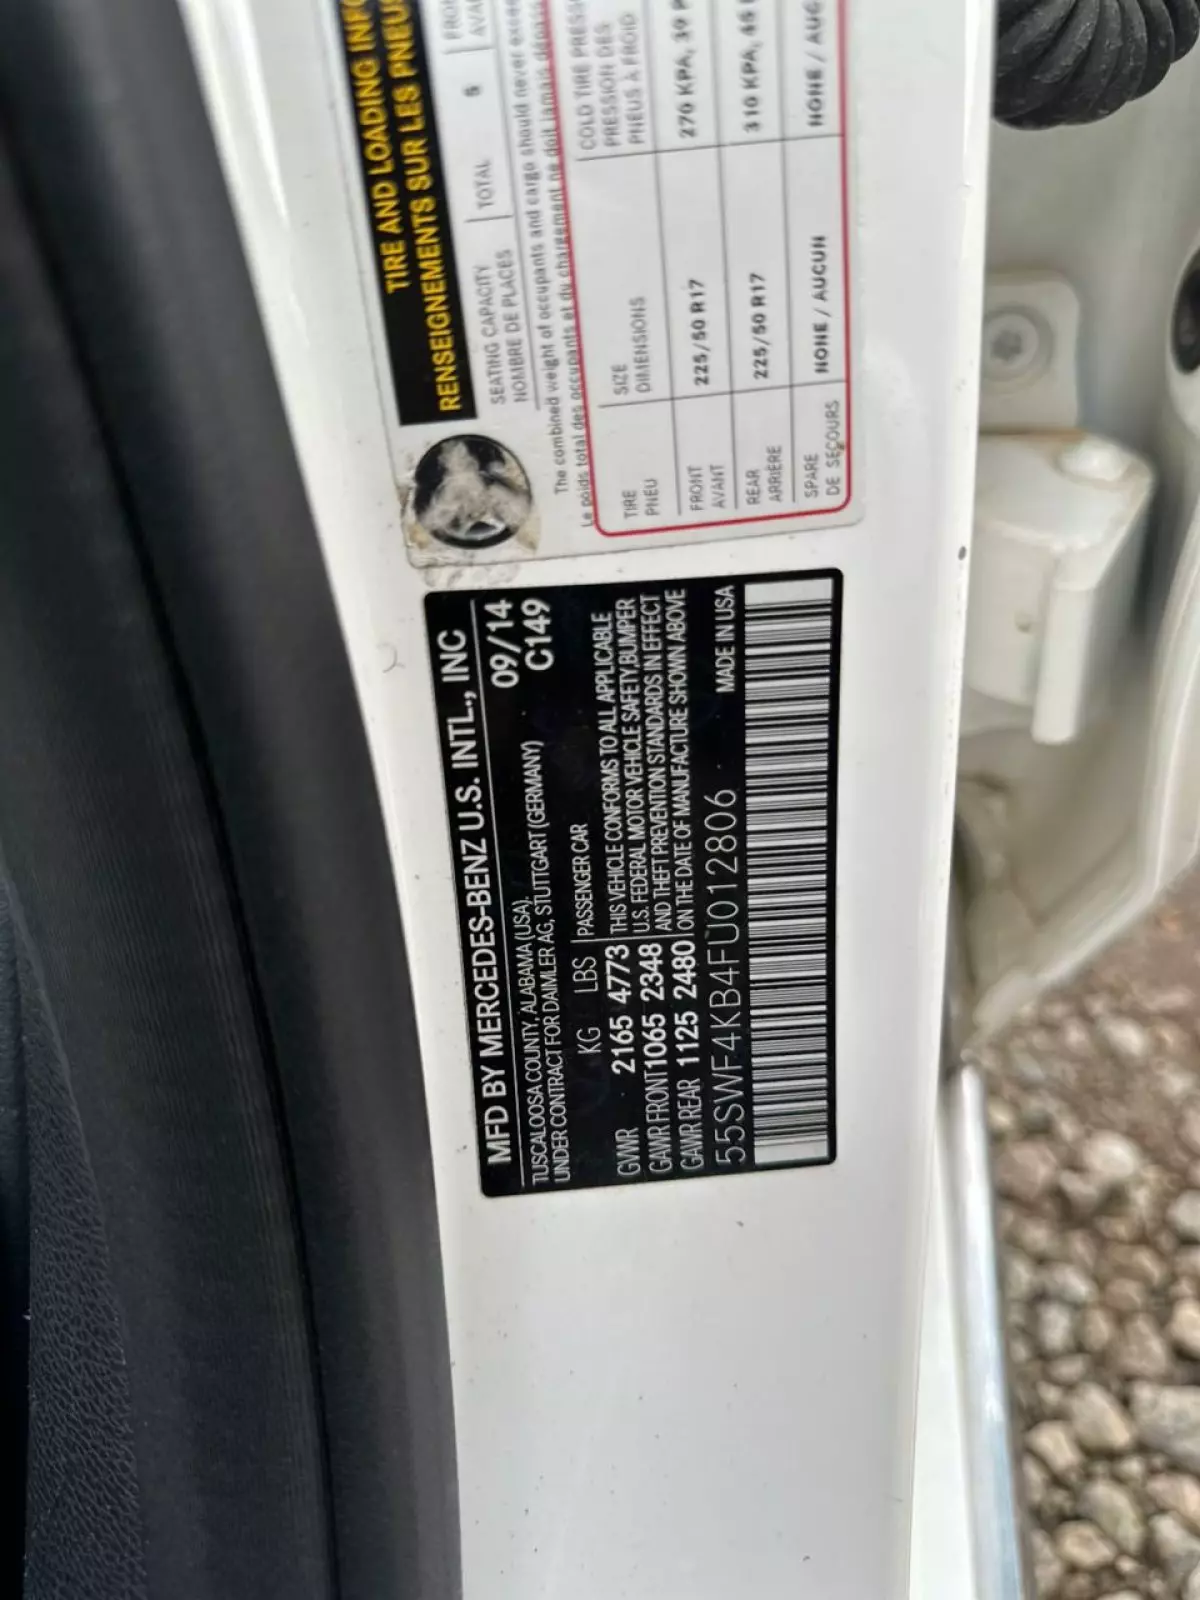 TIRE AND LOADING INFO
RENSEIGNEMENTS SUR LES PNEUS
SEATING CAPACITY
NOMBRE DE PLACES
TOTAL
The combined weight of occupants and cargo should never
Le poids total des occupants et du chargement ne doit jamais
TIRE
PNEU
SIZE
DIMENSIONS
COLD TIRE
PRESSION DES
PNEUS À FROID
FRONT
AVANT
225/50 R17
270 KPA, 39
REAR
ARRIÈRE
225/50 R17
310 KPA, 45
SPARE
DE SECOURS
NONE / AUCUN
NONE /
MFD BY MERCEDES-BENZ U.S. INTL., INC
TUSCALOOSA COUNTY, ALABAMA (USA). 09/14
UNDER CONTRACT FOR DAIMLER AG, STUTTGART (GERMANY) C149
KG LBS PASSENGER CAR
GVWR 2165 4773 THIS VEHICLE CONFORMS TO ALL APPLICABLE
GAWR FRONT 1065 2348 U.S. FEDERAL MOTOR VEHICLE SAFETY, BUMPER
AND THEFT PREVENTION STANDARDS IN EFFECT
GAWR REAR 1125 2480 ON THE DATE OF MANUFACTURE SHOWN ABOVE
55SWF4KB4FU012806 MADE IN USA